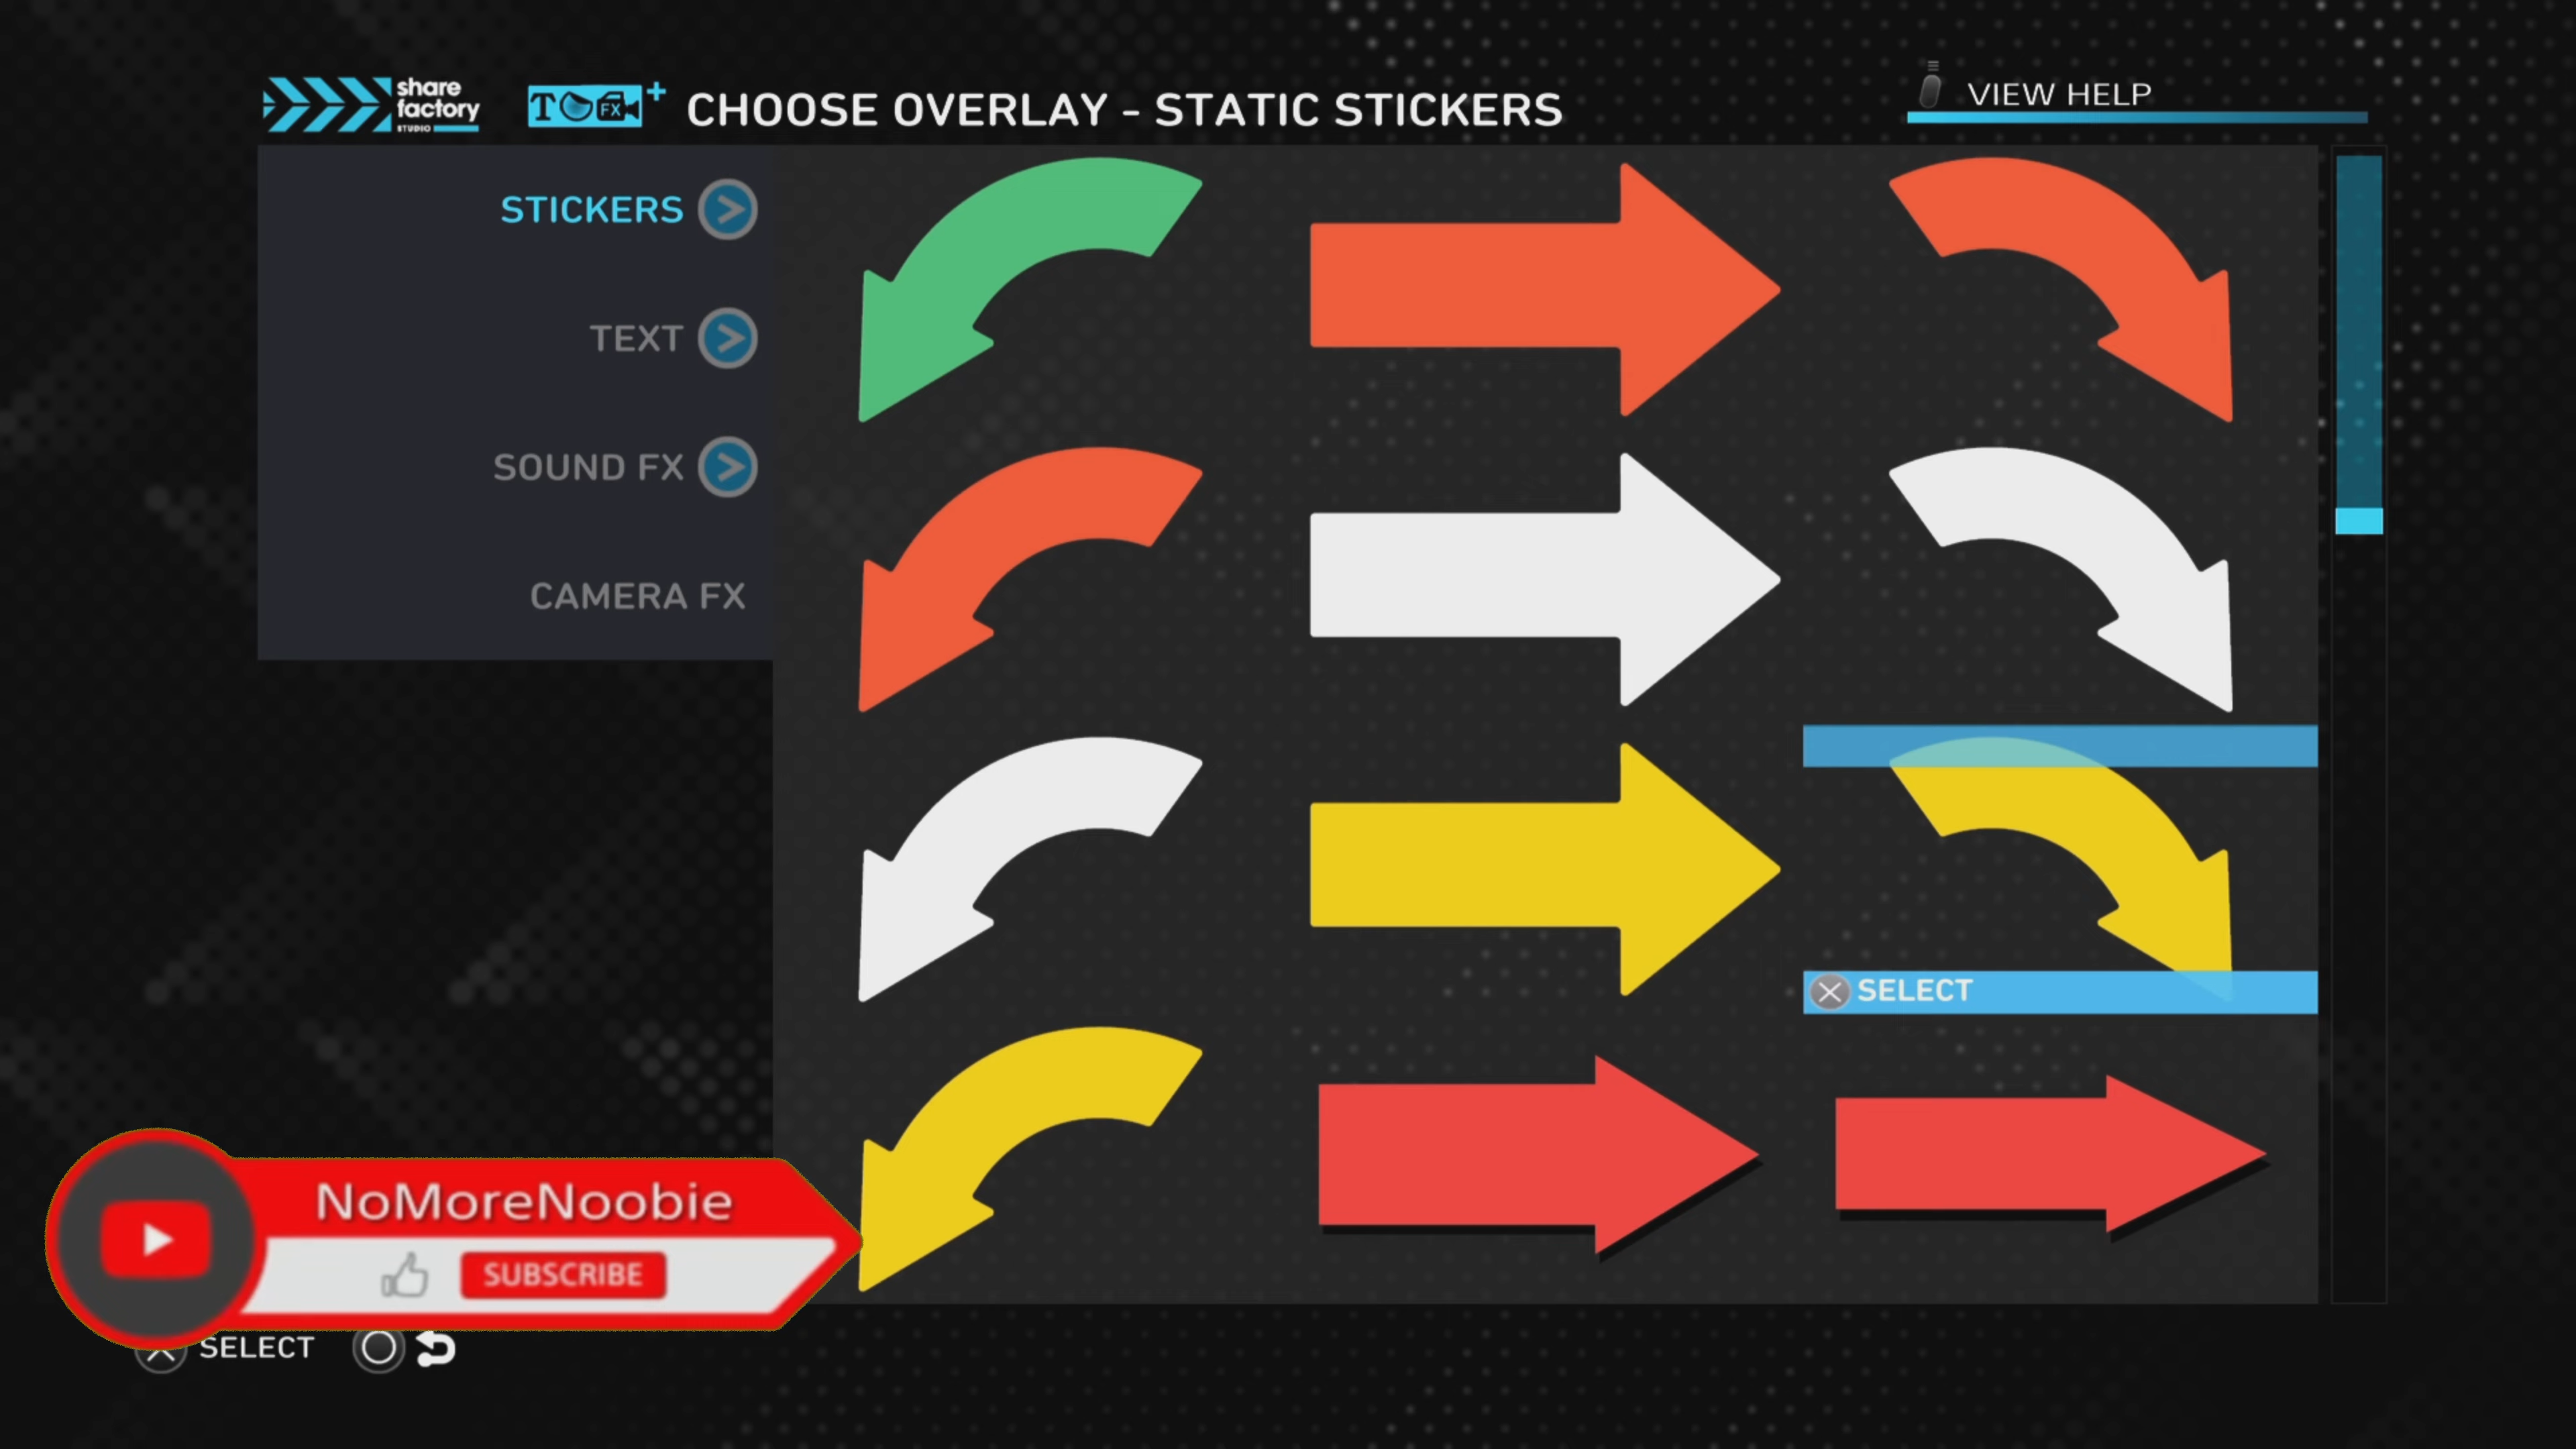 share
factory
STUDIO
T FX +
CHOOSE OVERLAY - STATIC STICKERS
VIEW HELP
STICKERS
TEXT
SOUND FX
CAMERA FX
SELECT
NoMoreNoobie
SUBSCRIBE
SELECT